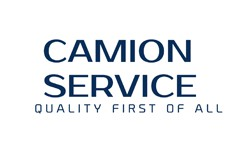 CAMION
SERVICE
QUALITY FIRST OF ALL